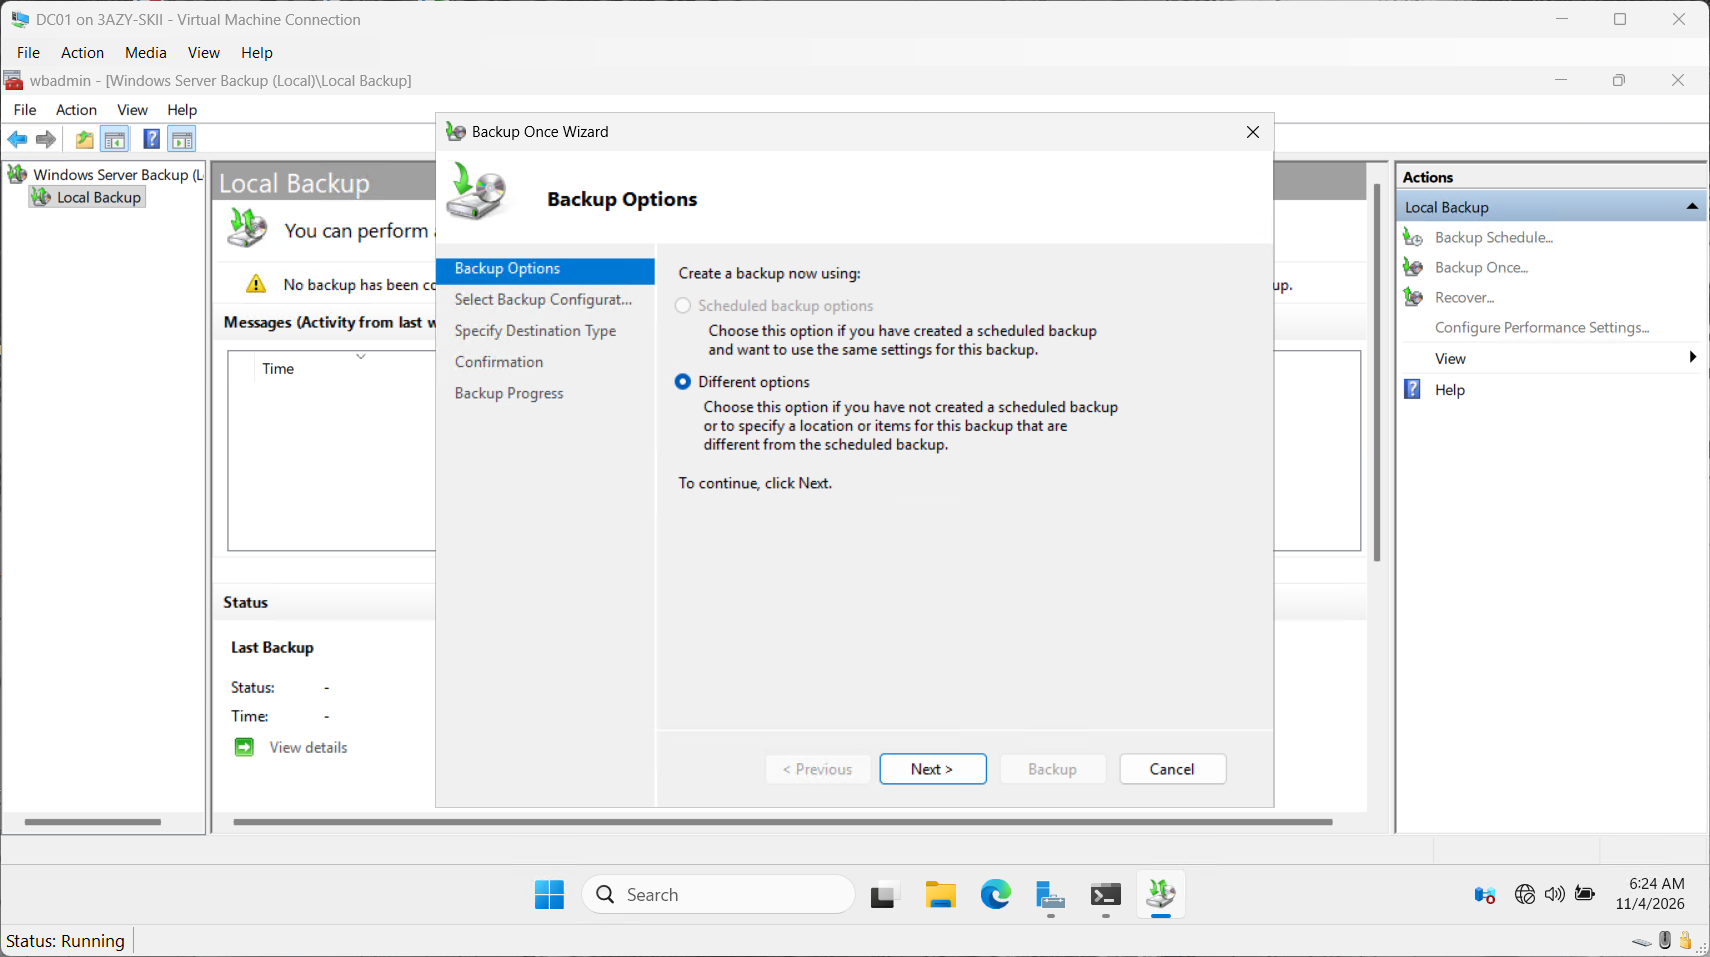 DC01 on 3AZY-SKII - Virtual Machine Connection
File Action Media View Help
wbadmin - [Windows Server Backup (Local)\Local Backup]
File Action View Help
Windows Server Backup (L
Local Backup
Local Backup
You can perform
No backup has been co
up.
Messages (Activity from last w
Time
Status
Last Backup
Status: -
Time: -
View details
Backup Once Wizard
Backup Options
Backup Options
Select Backup Configurat...
Specify Destination Type
Confirmation
Backup Progress
Create a backup now using:
Scheduled backup options
Choose this option if you have created a scheduled backup
and want to use the same settings for this backup.
Different options
Choose this option if you have not created a scheduled backup
or to specify a location or items for this backup that are
different from the scheduled backup.
To continue, click Next.
< Previous
Next >
Backup
Cancel
Actions
Local Backup
Backup Schedule...
Backup Once...
Recover...
Configure Performance Settings...
View
Help
Search
6:24 AM
11/4/2026
Status: Running